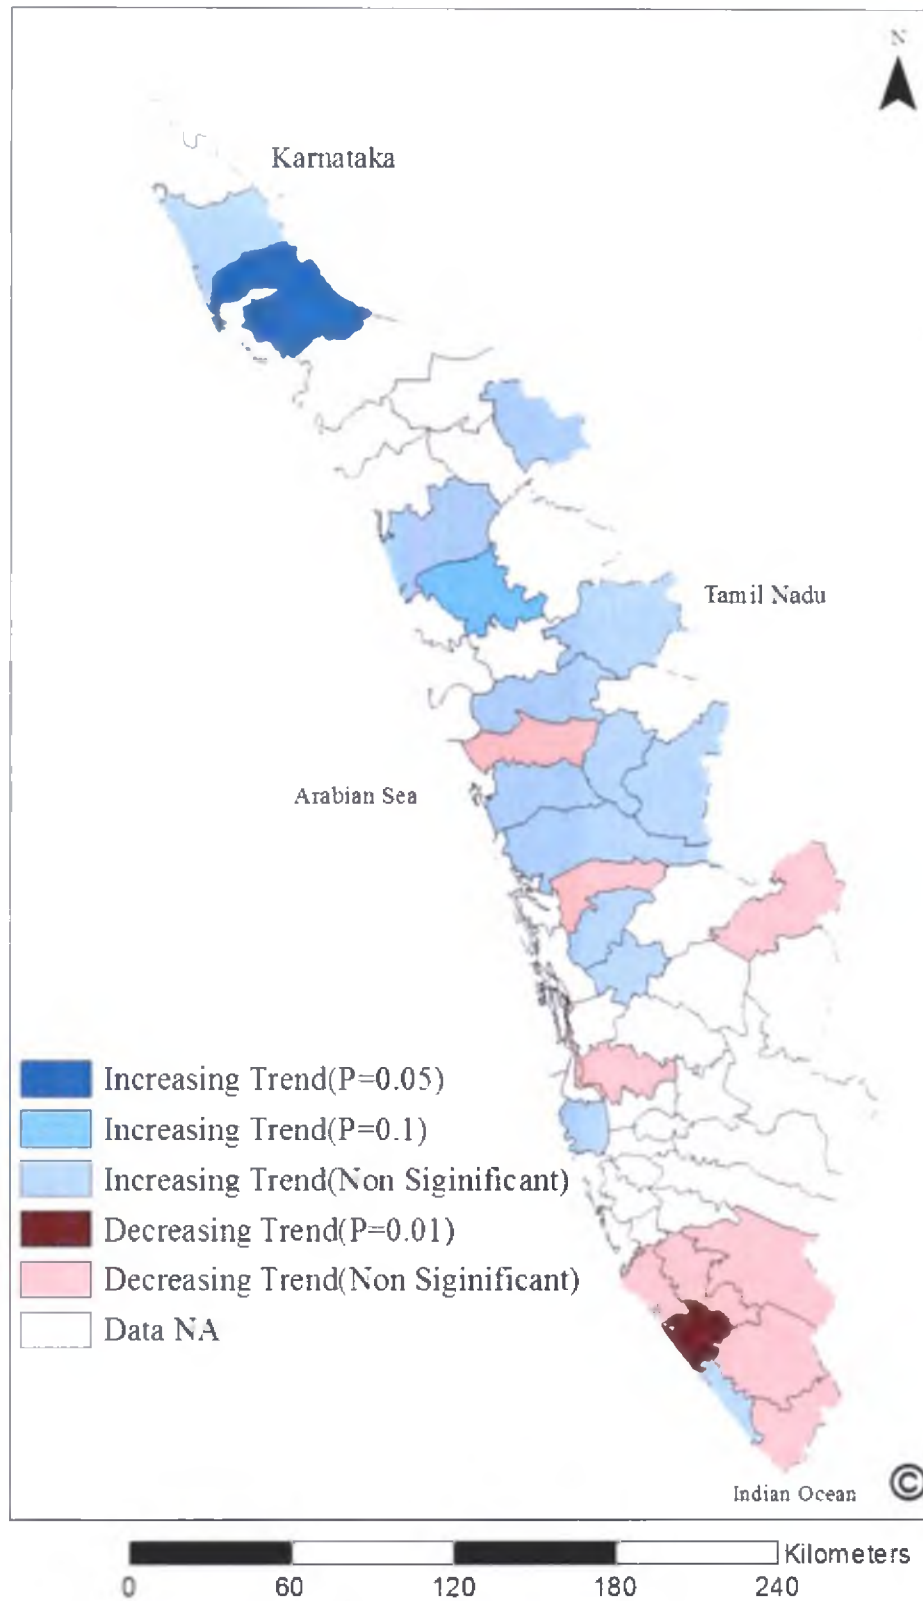 N
Karnataka
Tamil Nadu
Arabian Sea
Increasing Trend(P=0.05)
Increasing Trend(P=0.1)
Increasing Trend(Non Siginificant)
Decreasing Trend(P=0.01)
Decreasing Trend(Non Siginificant)
Data NA
Indian Ocean ©
Kilometers
0 60 120 180 240